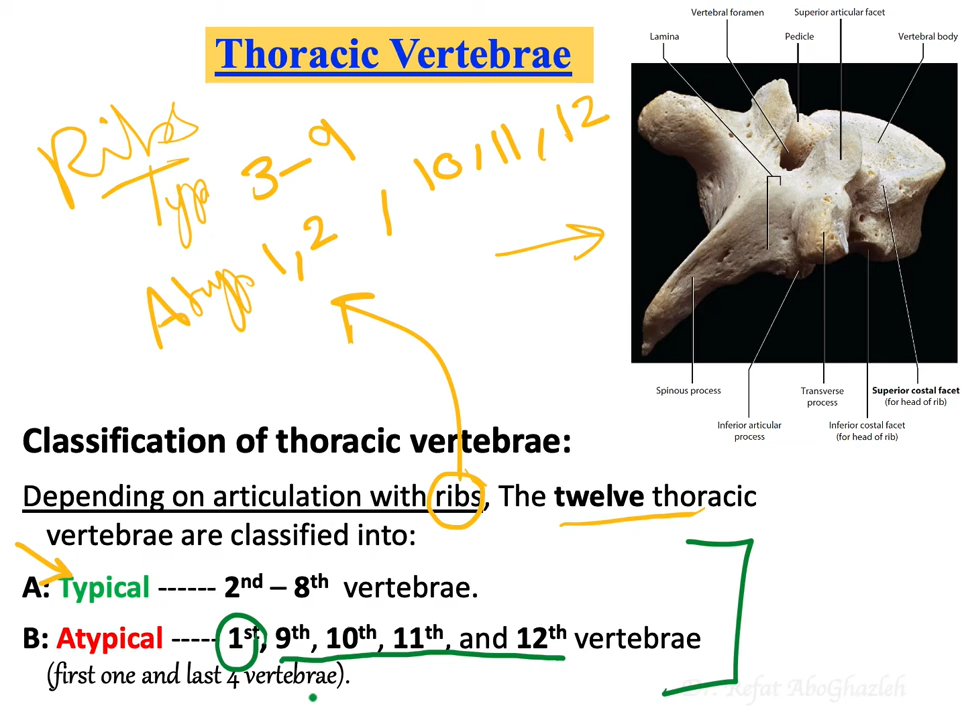 Thoracic Vertebrae
Ribs
Typ 3-9
Atyp 1,2 , 10,11,12
Vertebral foramen
Superior articular facet
Lamina
Pedicle
Vertebral body
Spinous process
Transverse process
Superior costal facet
(for head of rib)
Inferior articular process
Inferior costal facet
(for head of rib)
Classification of thoracic vertebrae:
Depending on articulation with ribs, The twelve thoracic
vertebrae are classified into:
A: Typical ------ 2nd – 8th vertebrae.
B: Atypical ----- 1st, 9th, 10th, 11th, and 12th vertebrae
(first one and last 4 vertebrae).
Dr. Refat AboGhazleh